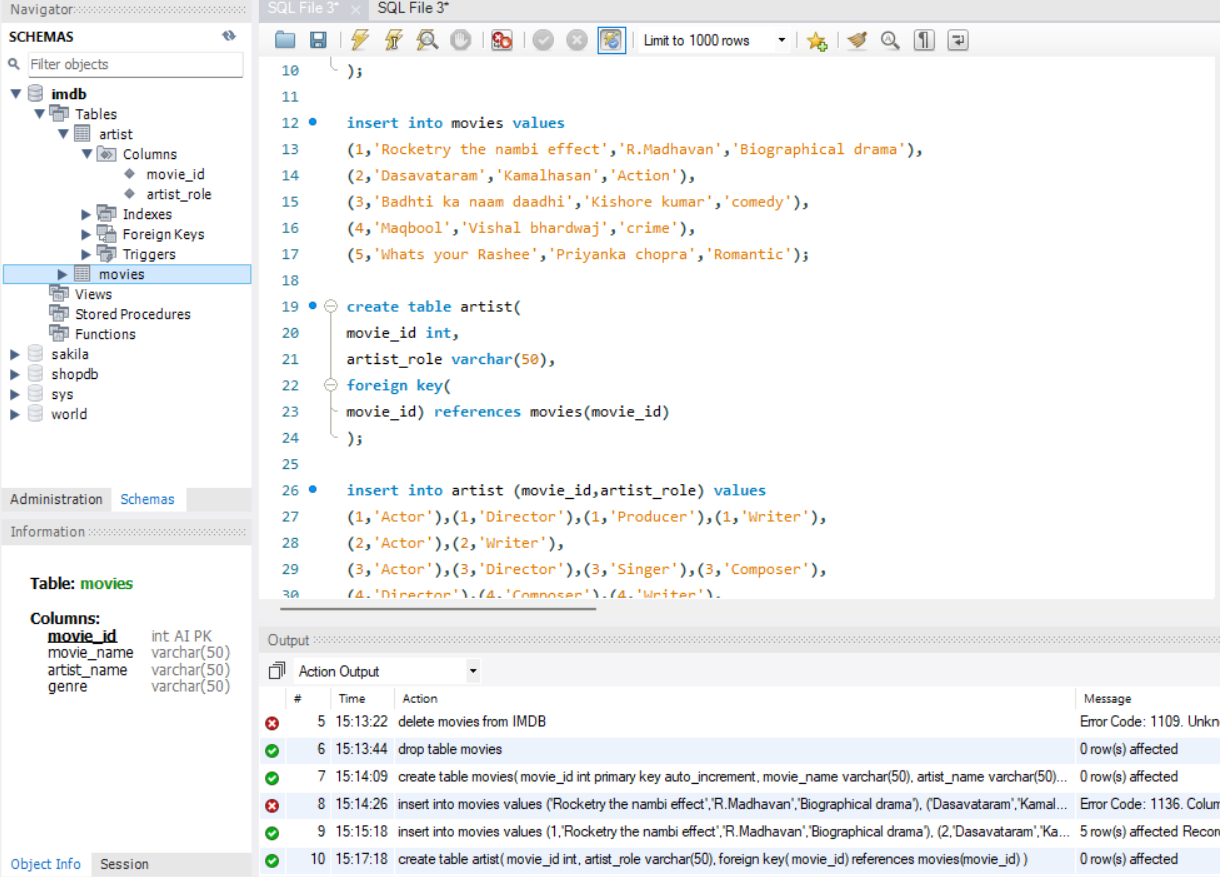 Navigator
SCHEMAS
Filter objects
imdb
Tables
artist
Columns
movie_id
artist_role
Indexes
Foreign Keys
Triggers
movies
Views
Stored Procedures
Functions
sakila
shopdb
sys
world
Administration Schemas
Information
Table: movies
Columns:
movie_id int AI PK
movie_name varchar(50)
artist_name varchar(50)
genre varchar(50)
Object Info Session
SQL File 3* × SQL File 3*
Limit to 1000 rows
10 );
11
12 insert into movies values
13 (1,'Rocketry the nambi effect','R.Madhavan','Biographical drama'),
14 (2,'Dasavataram','Kamalhasan','Action'),
15 (3,'Badhti ka naam daadhi','Kishore kumar','comedy'),
16 (4,'Maqbool','Vishal bhardwaj','crime'),
17 (5,'Whats your Rashee','Priyanka chopra','Romantic');
18
19 create table artist(
20 movie_id int,
21 artist_role varchar(50),
22 foreign key(
23 movie_id) references movies(movie_id)
24 );
25
26 insert into artist (movie_id,artist_role) values
27 (1,'Actor'),(1,'Director'),(1,'Producer'),(1,'Writer'),
28 (2,'Actor'),(2,'Writer'),
29 (3,'Actor'),(3,'Director'),(3,'Singer'),(3,'Composer'),
30 (4,'Director'),(4,'Composer'),(4,'Writer'),
Output
Action Output
# Time Action Message
5 15:13:22 delete movies from IMDB Error Code: 1109. Unkn
6 15:13:44 drop table movies 0 row(s) affected
7 15:14:09 create table movies( movie_id int primary key auto_increment, movie_name varchar(50), artist_name varchar(50)... 0 row(s) affected
8 15:14:26 insert into movies values ('Rocketry the nambi effect','R.Madhavan','Biographical drama'), ('Dasavataram','Kamal... Error Code: 1136. Colum
9 15:15:18 insert into movies values (1,'Rocketry the nambi effect','R.Madhavan','Biographical drama'), (2,'Dasavataram','Ka... 5 row(s) affected Recor
10 15:17:18 create table artist( movie_id int, artist_role varchar(50), foreign key( movie_id) references movies(movie_id) ) 0 row(s) affected